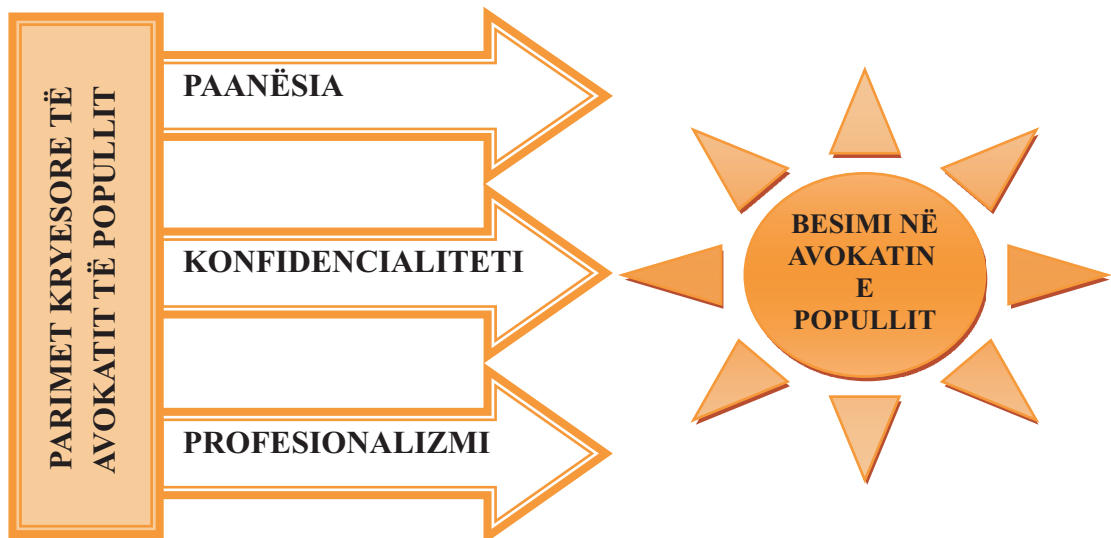 PARIMET KRYESORE TË
AVOKATIT TË POPULLIT
PAANËSIA
KONFIDENCIALITETI
PROFESIONALIZMI
BESIMI NË
AVOKATIN
E
POPULLIT